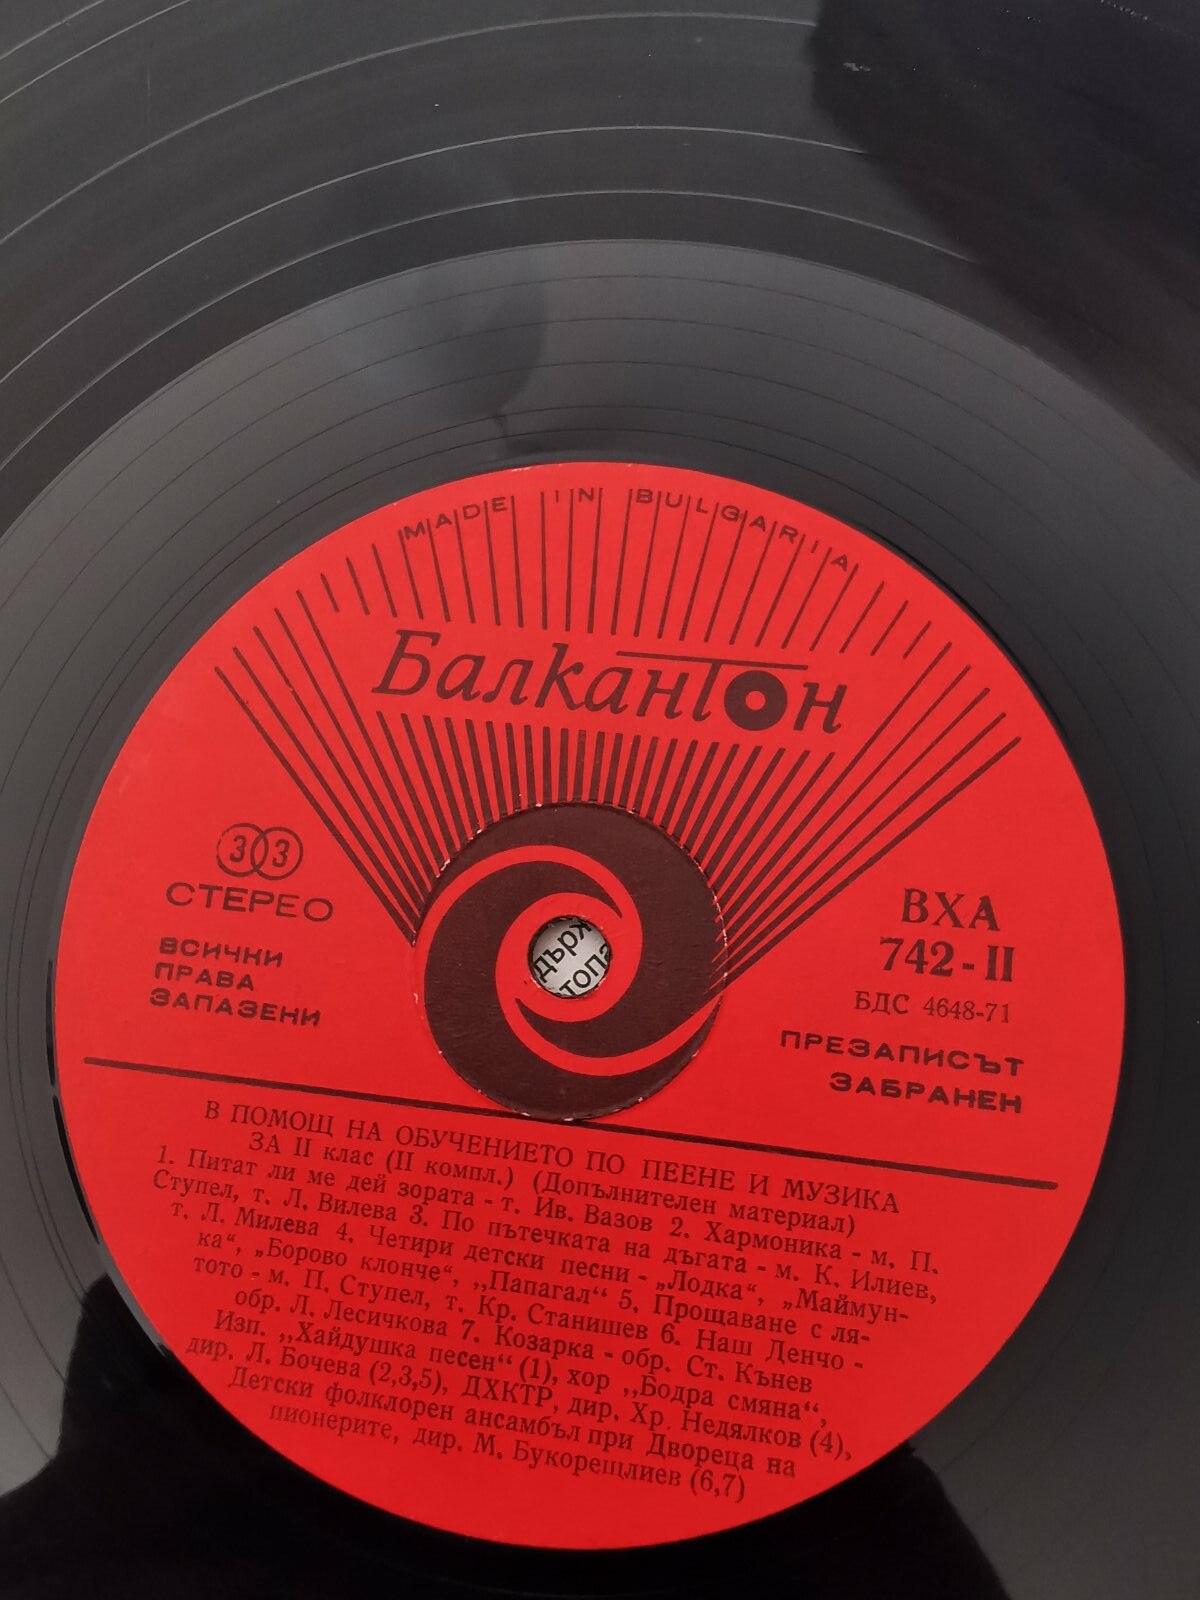 MADE IN BULGARIA
Балкантон
33
СТЕРЕО
ВСИЧКИ
ПРАВА
ЗАПАЗЕНИ
ВХА
742-II
БДС 4648-71
ПРЕЗАПИСЪТ
ЗАБРАНЕН
държ
топа
В ПОМОЩ НА ОБУЧЕНИЕТО ПО ПЕЕНЕ И МУЗИКА
ЗА II клас (II компл.) (Допълнителен материал)
1. Питат ли ме дей зората - т. Ив. Вазов 2. Хармоника - м. П.
Ступел, т. Л. Вилева 3. По пътечката на дъгата - м. К. Илиев,
т. Л. Милева 4. Четири детски песни - „Лодка“, „Маймун-
ка“, „Борово клонче“, „Папагал“ 5. Прощаване с ля-
тото - м. П. Ступел, т. Кр. Станишев 6. Наш Денчо -
обр. Л. Лесичкова 7. Козарка - обр. Ст. Кънев
Изп. „Хайдушка песен“ (1), хор „Бодра смяна“,
дир. Л. Бочева (2,3,5), ДХКТР, дир. Хр. Недялков (4),
Детски фолклорен ансамбъл при Двореца на
пионерите, дир. М. Букорещлиев (6,7)